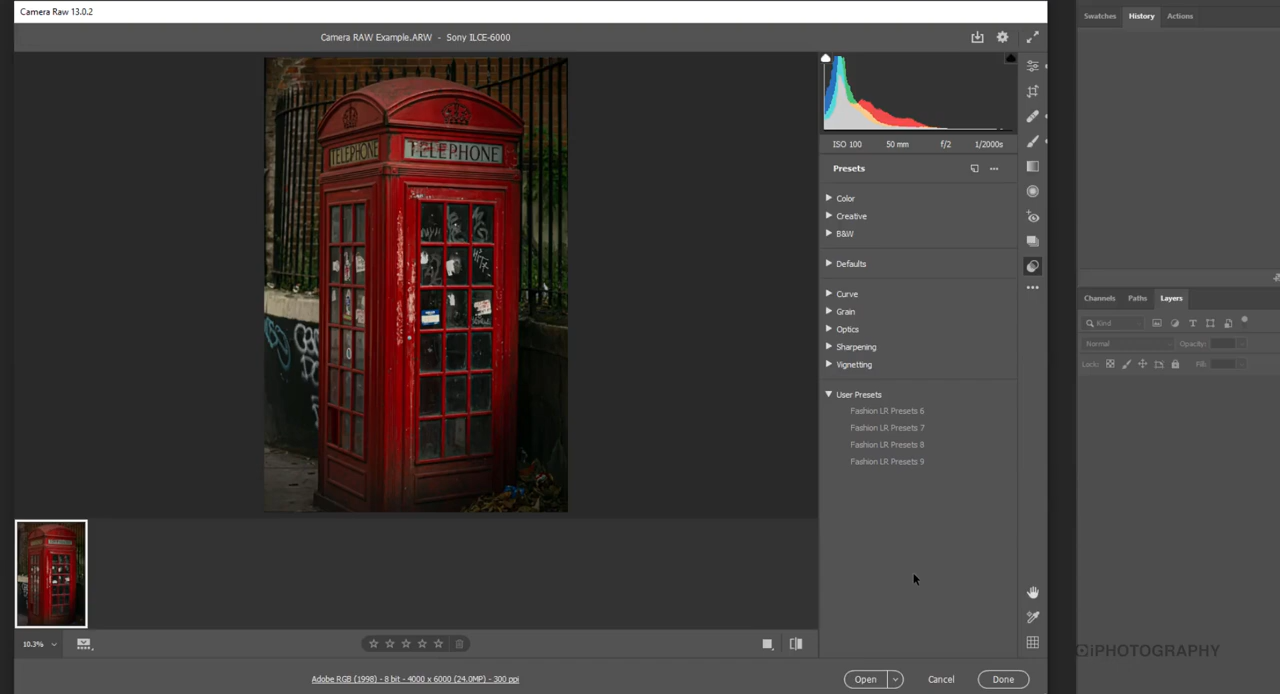 Camera Raw 13.0.2
Swatches History Actions
Camera RAW Example.ARW - Sony ILCE-6000
ISO 100 50 mm f/2 1/2000s
Presets
TELEPHONE TELEPHONE
Color
Creative
B&W
Defaults
Curve
Grain
Optics
Sharpening
Vignetting
User Presets
Fashion LR Presets 6
Fashion LR Presets 7
Fashion LR Presets 8
Fashion LR Presets 9
Channels Paths Layers
Kind
Normal Opacity:
Lock: Fill:
10.3%
iPHOTOGRAPHY
Adobe RGB (1998) - 8 bit - 4000 x 6000 (24.0MP) - 300 ppi
Open Cancel Done